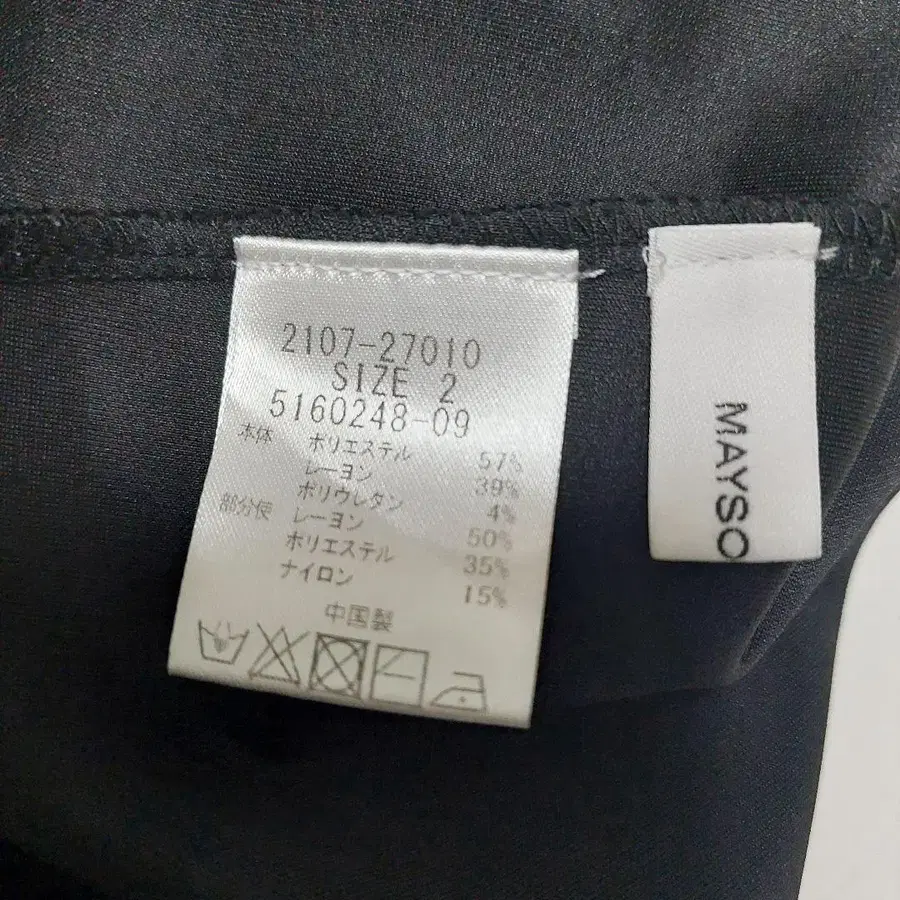 2107-27010
SIZE 2
5160248-09
本体 ポリエステル 57%
レーヨン 39%
ポリウレタン 4%
部分使 レーヨン 50%
ポリエステル 35%
ナイロン 15%
中国製
MAYSO